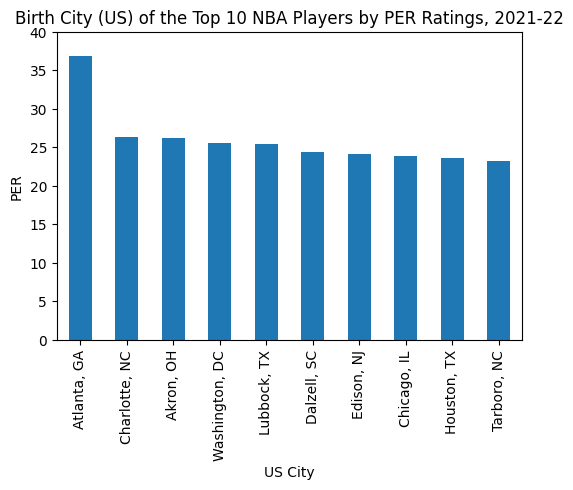 Birth City (US) of the Top 10 NBA Players by PER Ratings, 2021-22
40
35
30
25
20
15
10
5
0
PER
Atlanta, GA
Charlotte, NC
Akron, OH
Washington, DC
Lubbock, TX
Dalzell, SC
Edison, NJ
Chicago, IL
Houston, TX
Tarboro, NC
US City